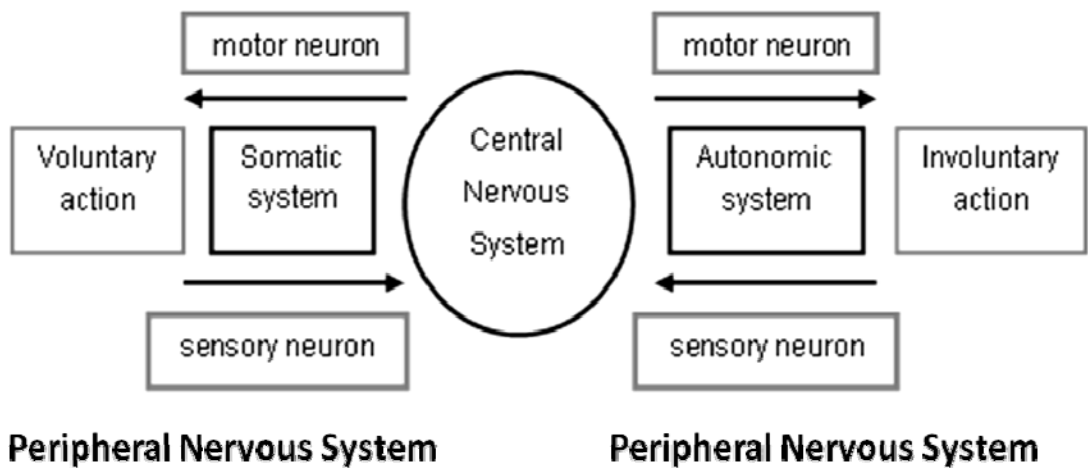 motor neuron
motor neuron
Voluntary
action
Somatic
system
Central
Nervous
System
Autonomic
system
Involuntary
action
sensory neuron
sensory neuron
Peripheral Nervous System
Peripheral Nervous System